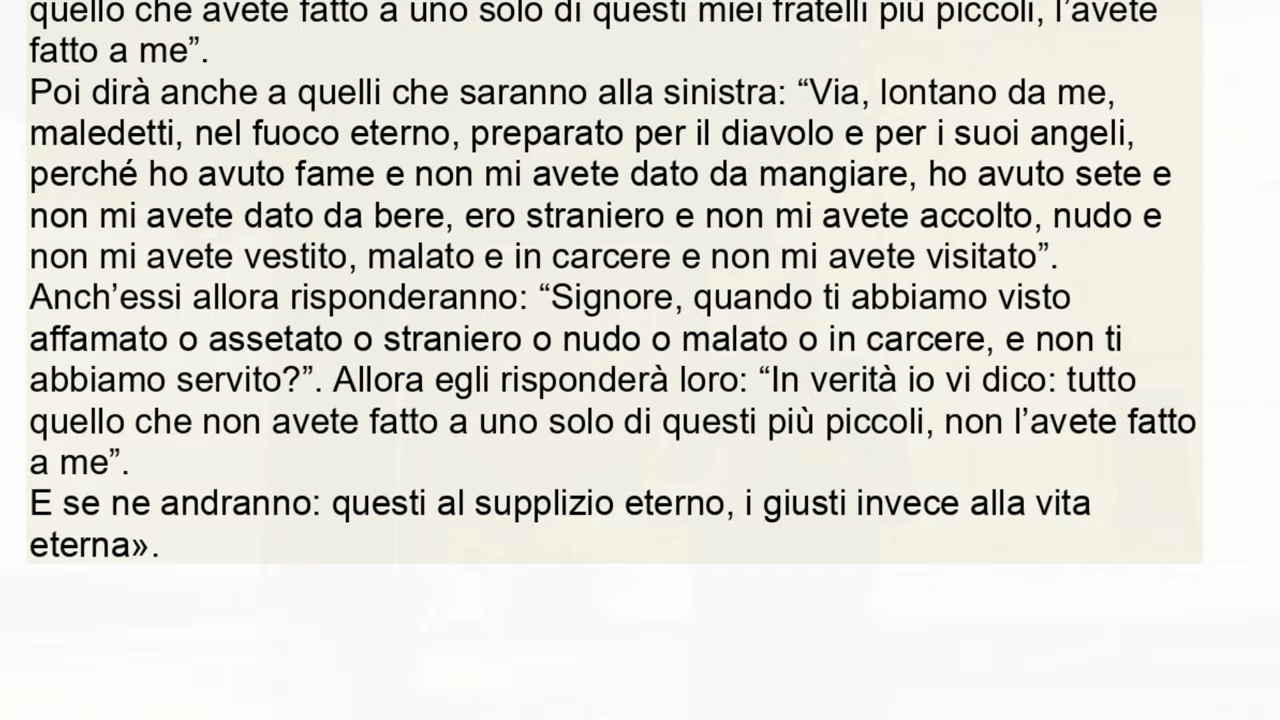 quello che avete fatto a uno solo di questi miei fratelli più piccoli, l’avete
fatto a me”.
Poi dirà anche a quelli che saranno alla sinistra: “Via, lontano da me,
maledetti, nel fuoco eterno, preparato per il diavolo e per i suoi angeli,
perché ho avuto fame e non mi avete dato da mangiare, ho avuto sete e
non mi avete dato da bere, ero straniero e non mi avete accolto, nudo e
non mi avete vestito, malato e in carcere e non mi avete visitato”.
Anch’essi allora risponderanno: “Signore, quando ti abbiamo visto
affamato o assetato o straniero o nudo o malato o in carcere, e non ti
abbiamo servito?”. Allora egli risponderà loro: “In verità io vi dico: tutto
quello che non avete fatto a uno solo di questi più piccoli, non l’avete fatto
a me”.
E se ne andranno: questi al supplizio eterno, i giusti invece alla vita
eterna».